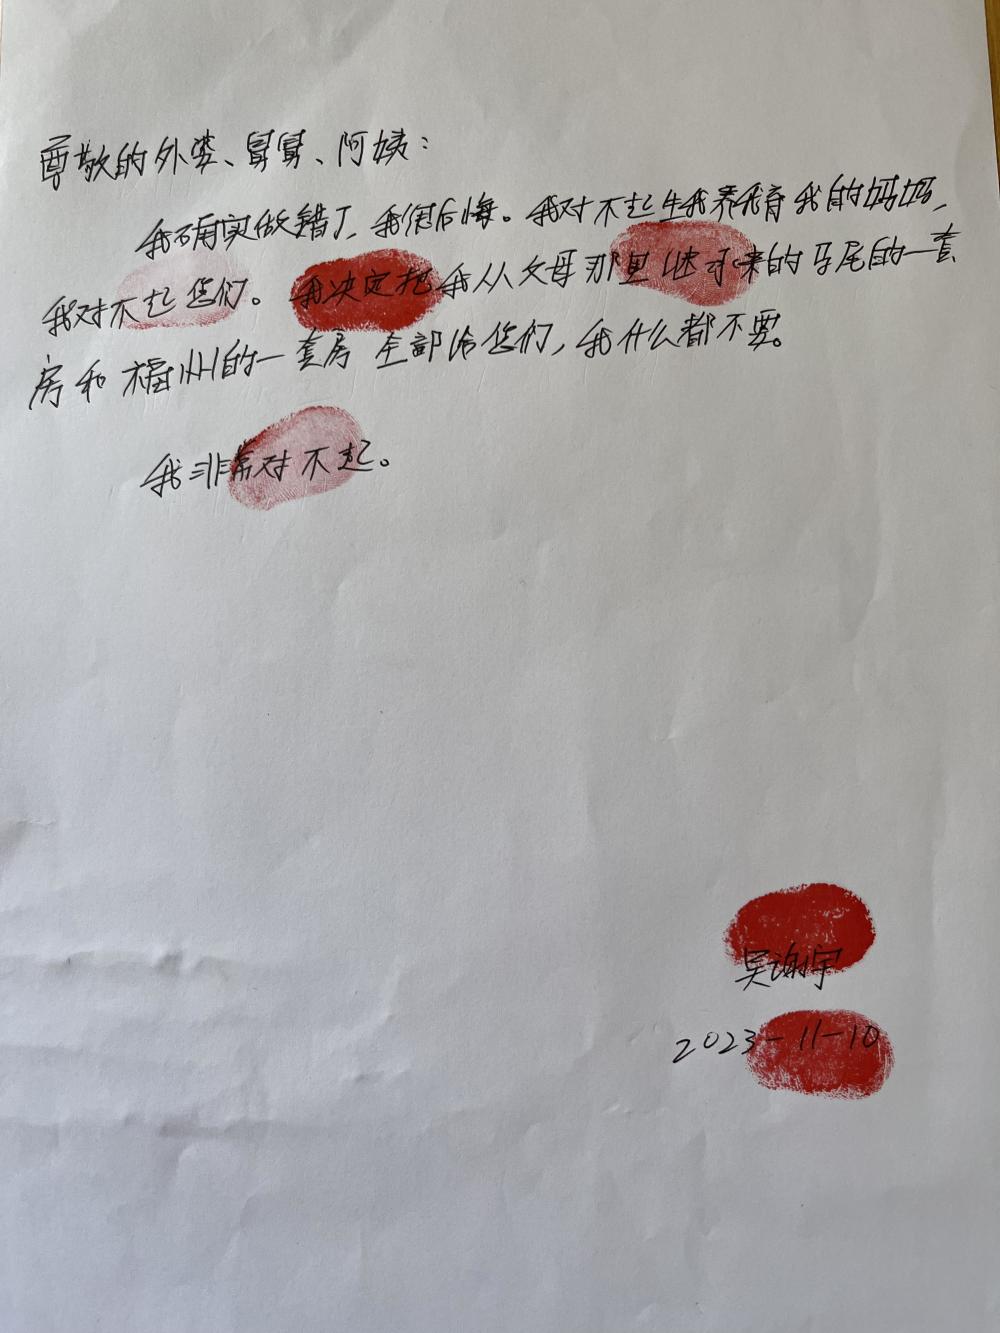 尊敬的外婆、舅舅、阿姨：
我确实做错了，我很后悔。我对不起生我养我育我的妈妈，
我对不起您们。我决定把我从父母那里继承来的马尾的一套
房和福州的一套房全部给您们，我什么都不要。
我非常对不起。
吴谢宇
2023-11-10